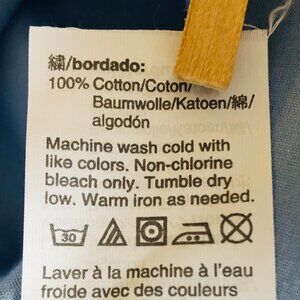 繍/bordado:
100% Cotton/Coton/
Baumwolle/Katoen/綿/
algodón
Machine wash cold with
like colors. Non-chlorine
bleach only. Tumble dry
low. Warm iron as needed.
30
Laver à la machine à l'eau
froide avec des couleurs